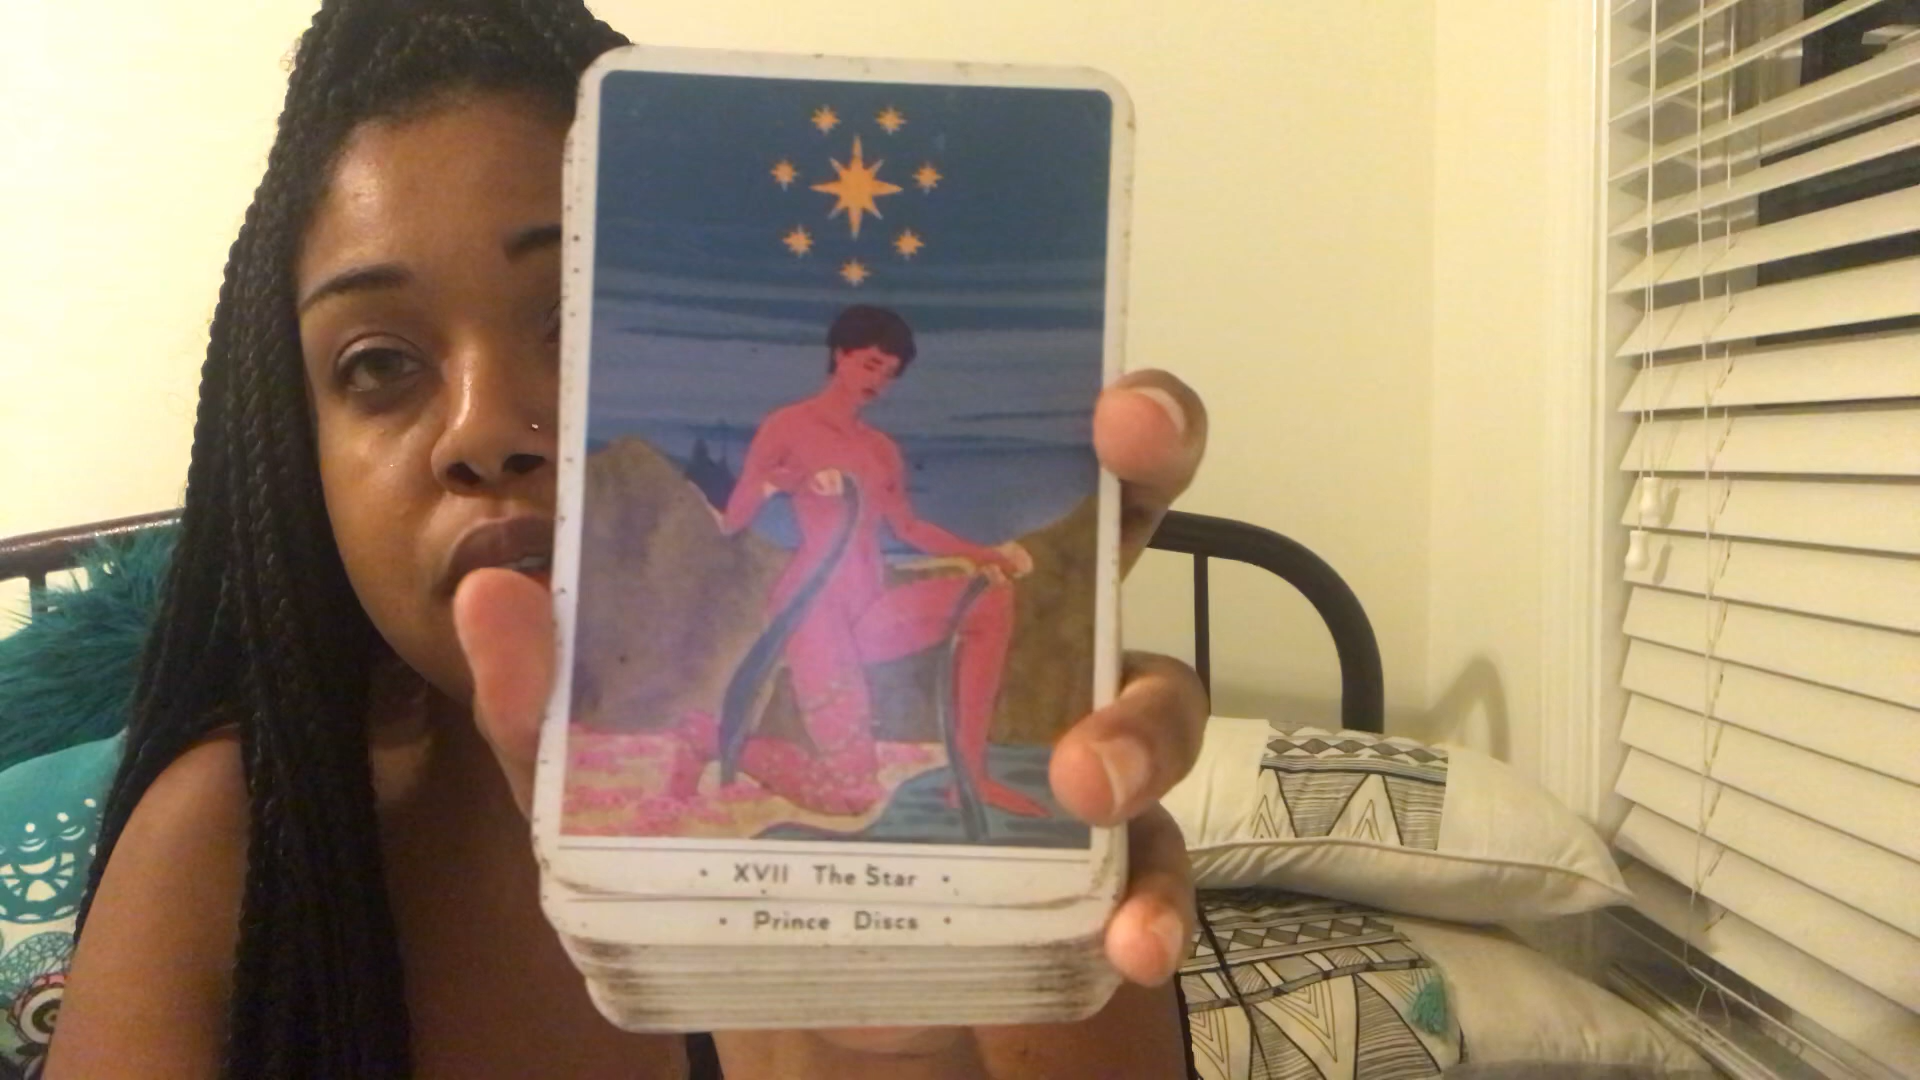 • XVII The Star •
• Prince Discs •